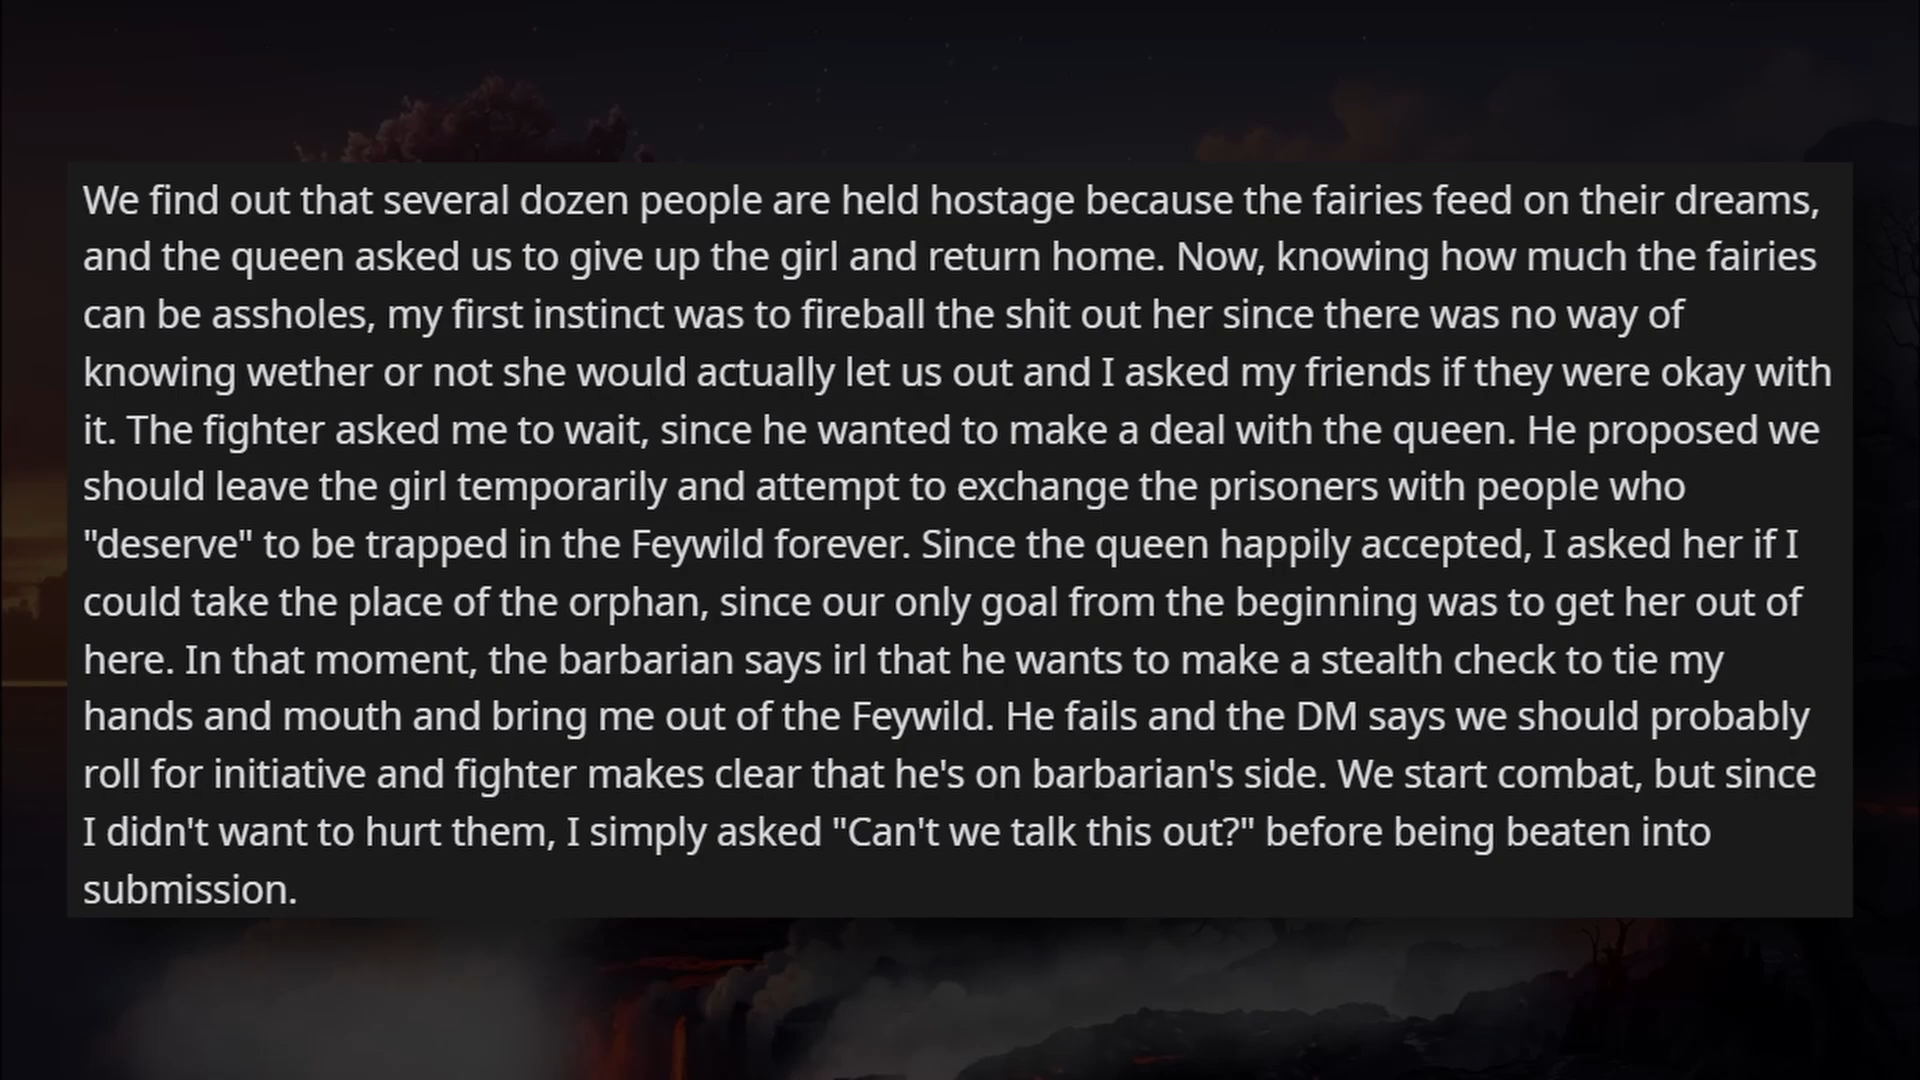 We find out that several dozen people are held hostage because the fairies feed on their dreams,
and the queen asked us to give up the girl and return home. Now, knowing how much the fairies
can be assholes, my first instinct was to fireball the shit out her since there was no way of
knowing wether or not she would actually let us out and I asked my friends if they were okay with
it. The fighter asked me to wait, since he wanted to make a deal with the queen. He proposed we
should leave the girl temporarily and attempt to exchange the prisoners with people who
"deserve" to be trapped in the Feywild forever. Since the queen happily accepted, I asked her if I
could take the place of the orphan, since our only goal from the beginning was to get her out of
here. In that moment, the barbarian says irl that he wants to make a stealth check to tie my
hands and mouth and bring me out of the Feywild. He fails and the DM says we should probably
roll for initiative and fighter makes clear that he's on barbarian's side. We start combat, but since
I didn't want to hurt them, I simply asked "Can't we talk this out?" before being beaten into
submission.